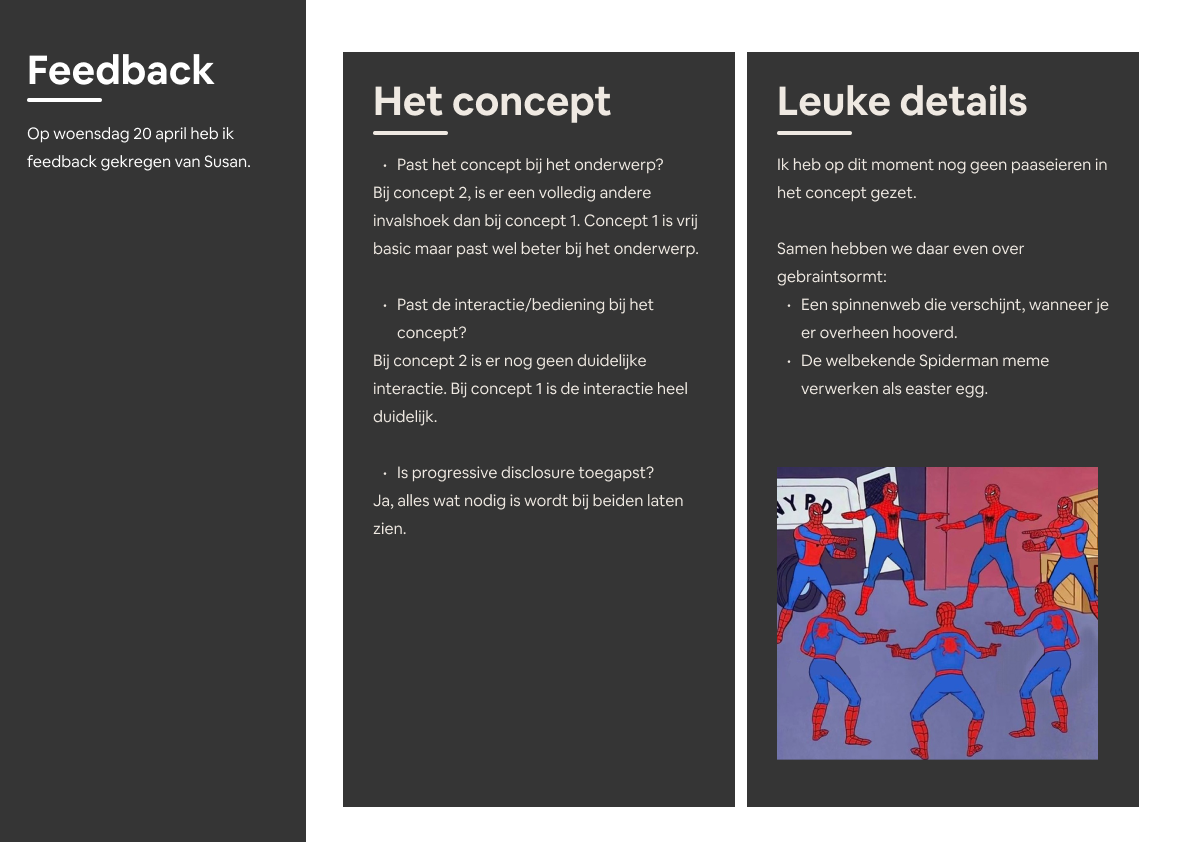 Feedback
Op woensdag 20 april heb ik
feedback gekregen van Susan.
Het concept
• Past het concept bij het onderwerp?
Bij concept 2, is er een volledig andere
invalshoek dan bij concept 1. Concept 1 is vrij
basic maar past wel beter bij het onderwerp.
• Past de interactie/bediening bij het
concept?
Bij concept 2 is er nog geen duidelijke
interactie. Bij concept 1 is de interactie heel
duidelijk.
• Is progressive disclosure toegapst?
Ja, alles wat nodig is wordt bij beiden laten
zien.
Leuke details
Ik heb op dit moment nog geen paaseieren in
het concept gezet.
Samen hebben we daar even over
gebraintsormt:
• Een spinnenweb die verschijnt, wanneer je
er overheen hooverd.
• De welbekende Spiderman meme
verwerken als easter egg.
NYPD